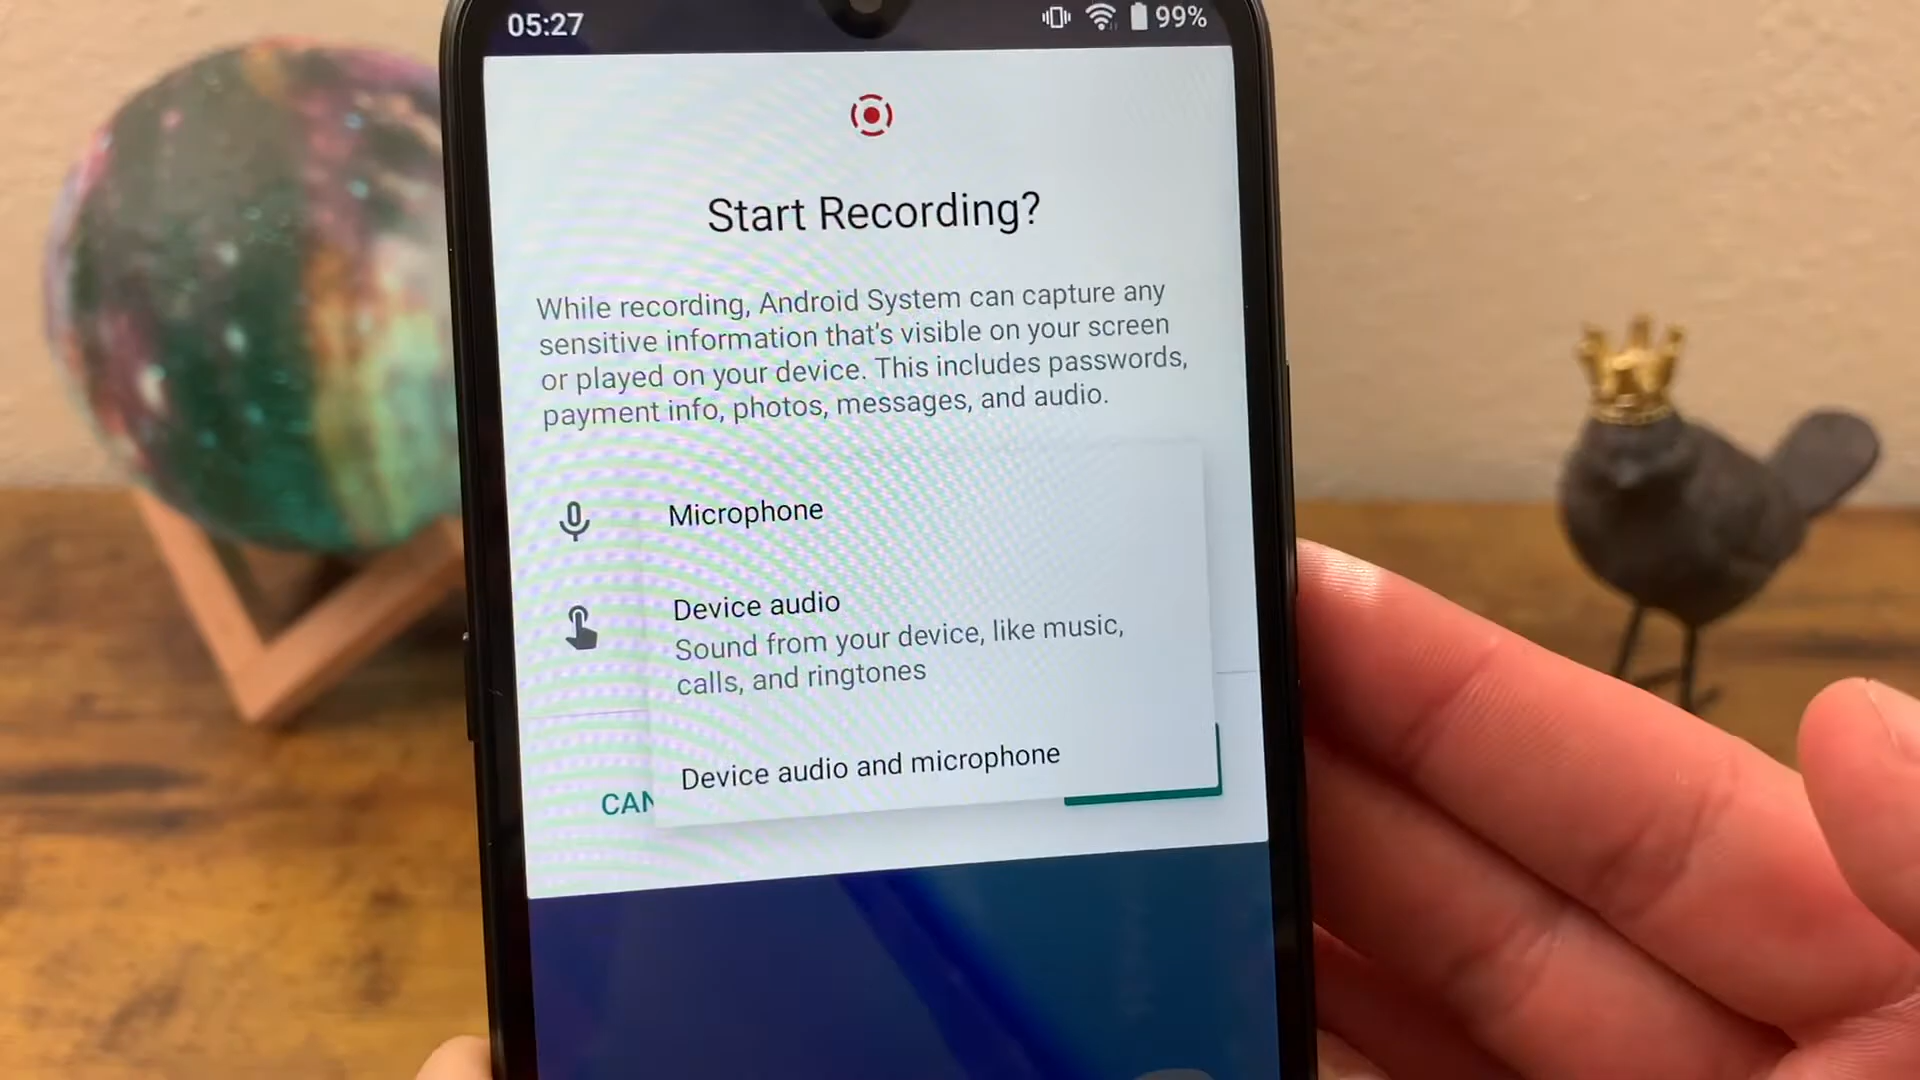 05:27
99%
Start Recording?
While recording, Android System can capture any
sensitive information that's visible on your screen
or played on your device. This includes passwords,
payment info, photos, messages, and audio.
Microphone
Device audio
Sound from your device, like music,
calls, and ringtones
Device audio and microphone
CAN